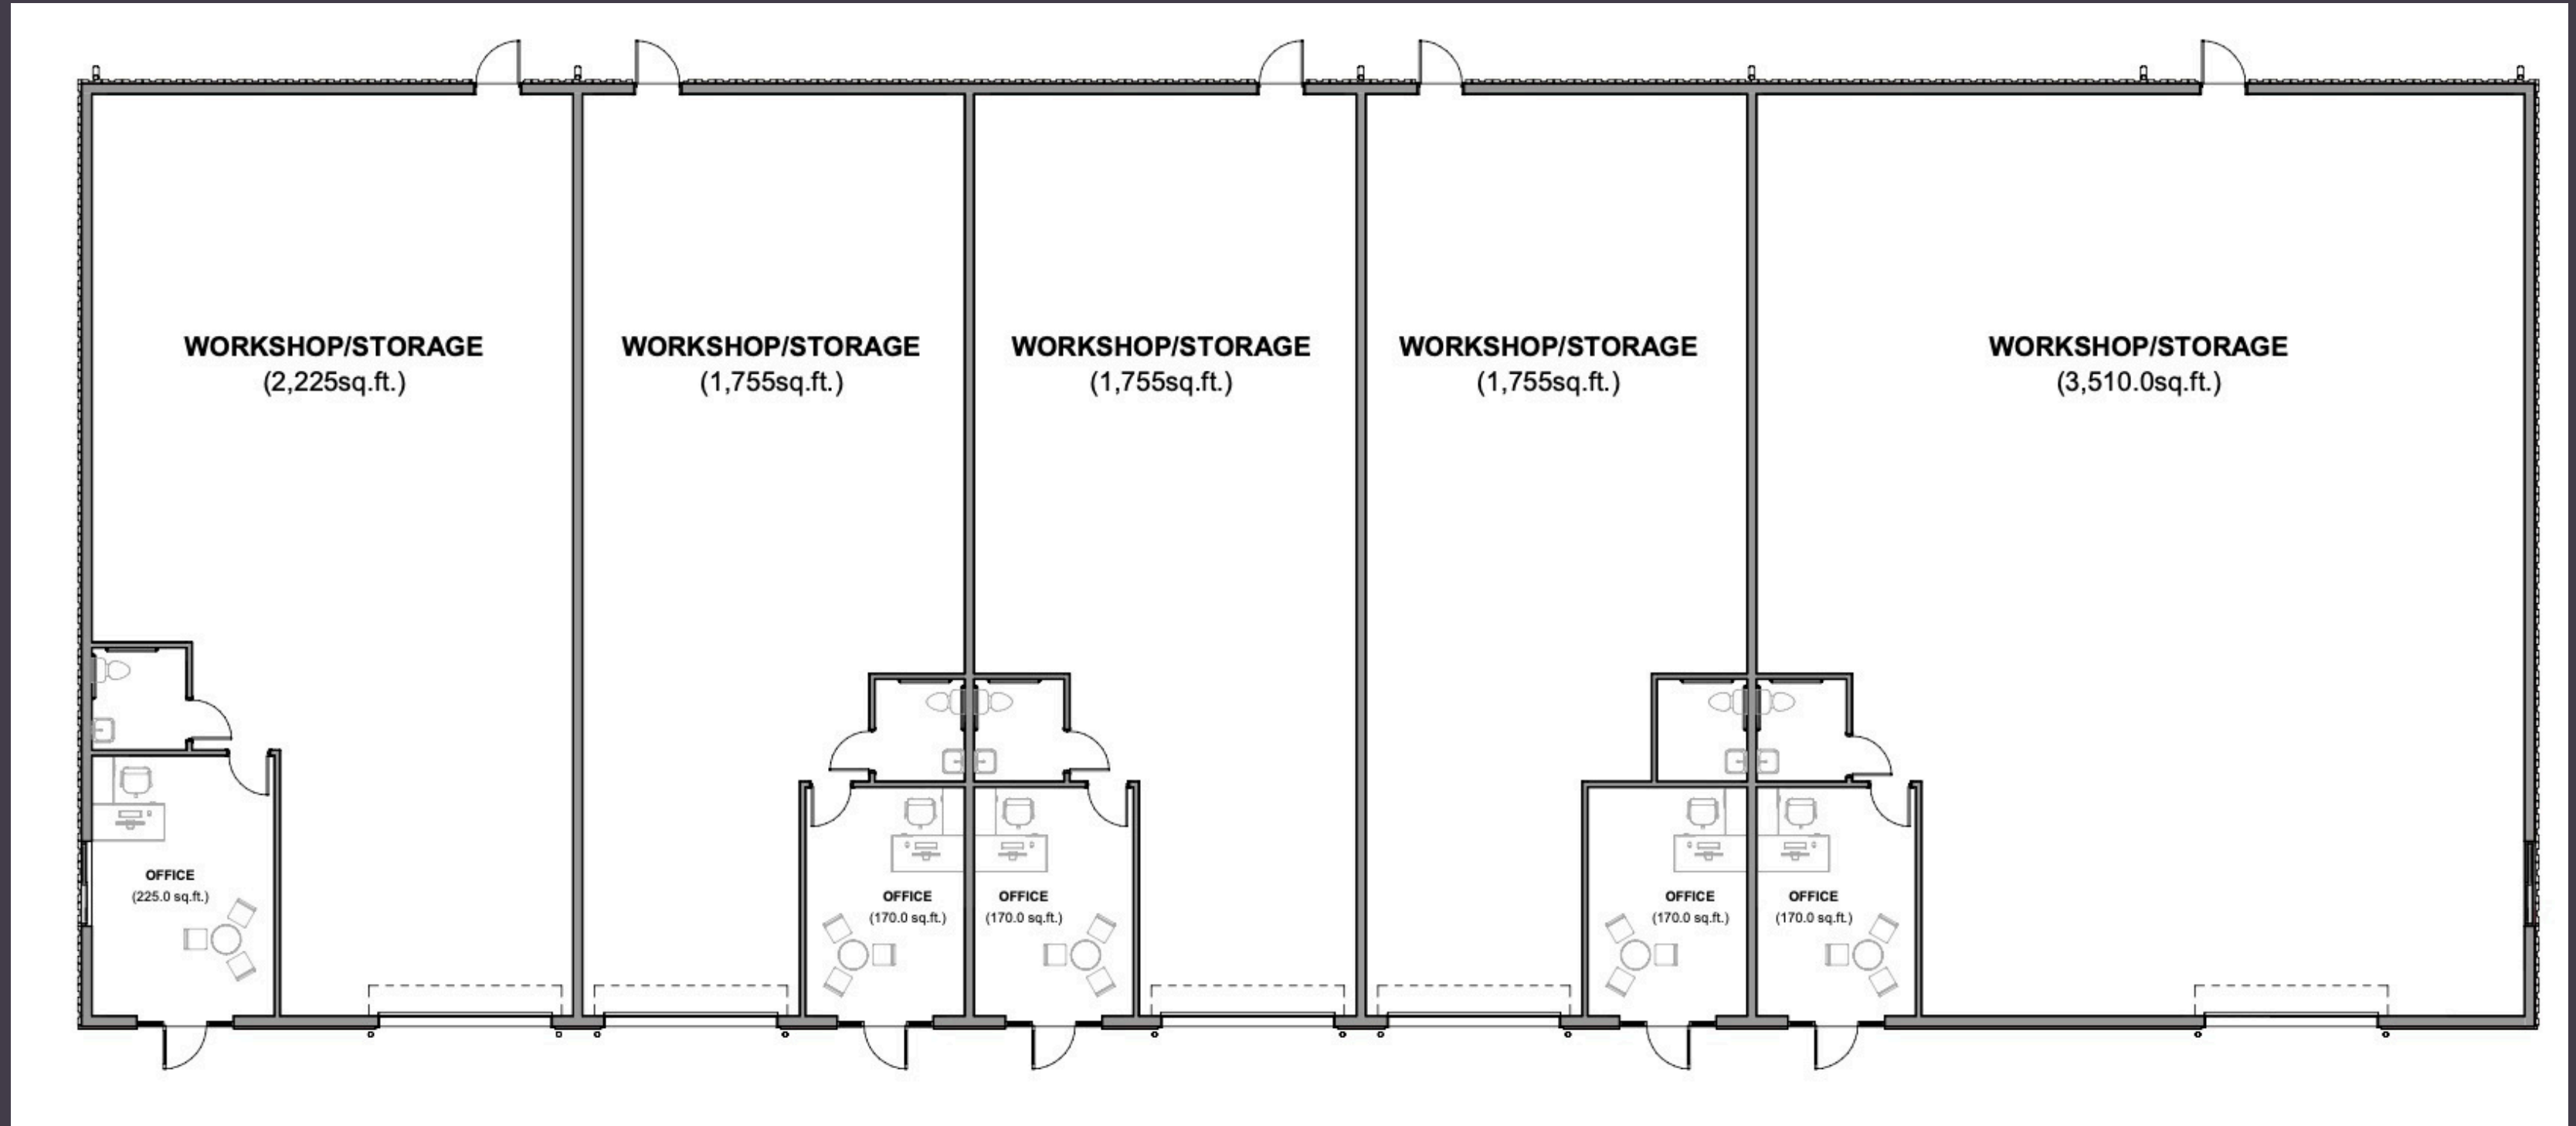 WORKSHOP/STORAGE
(2,225sq.ft.)
WORKSHOP/STORAGE
(1,755sq.ft.)
WORKSHOP/STORAGE
(1,755sq.ft.)
WORKSHOP/STORAGE
(1,755sq.ft.)
WORKSHOP/STORAGE
(3,510.0sq.ft.)
OFFICE
(225.0 sq.ft.)
OFFICE
(170.0 sq.ft.)
OFFICE
(170.0 sq.ft.)
OFFICE
(170.0 sq.ft.)
OFFICE
(170.0 sq.ft.)